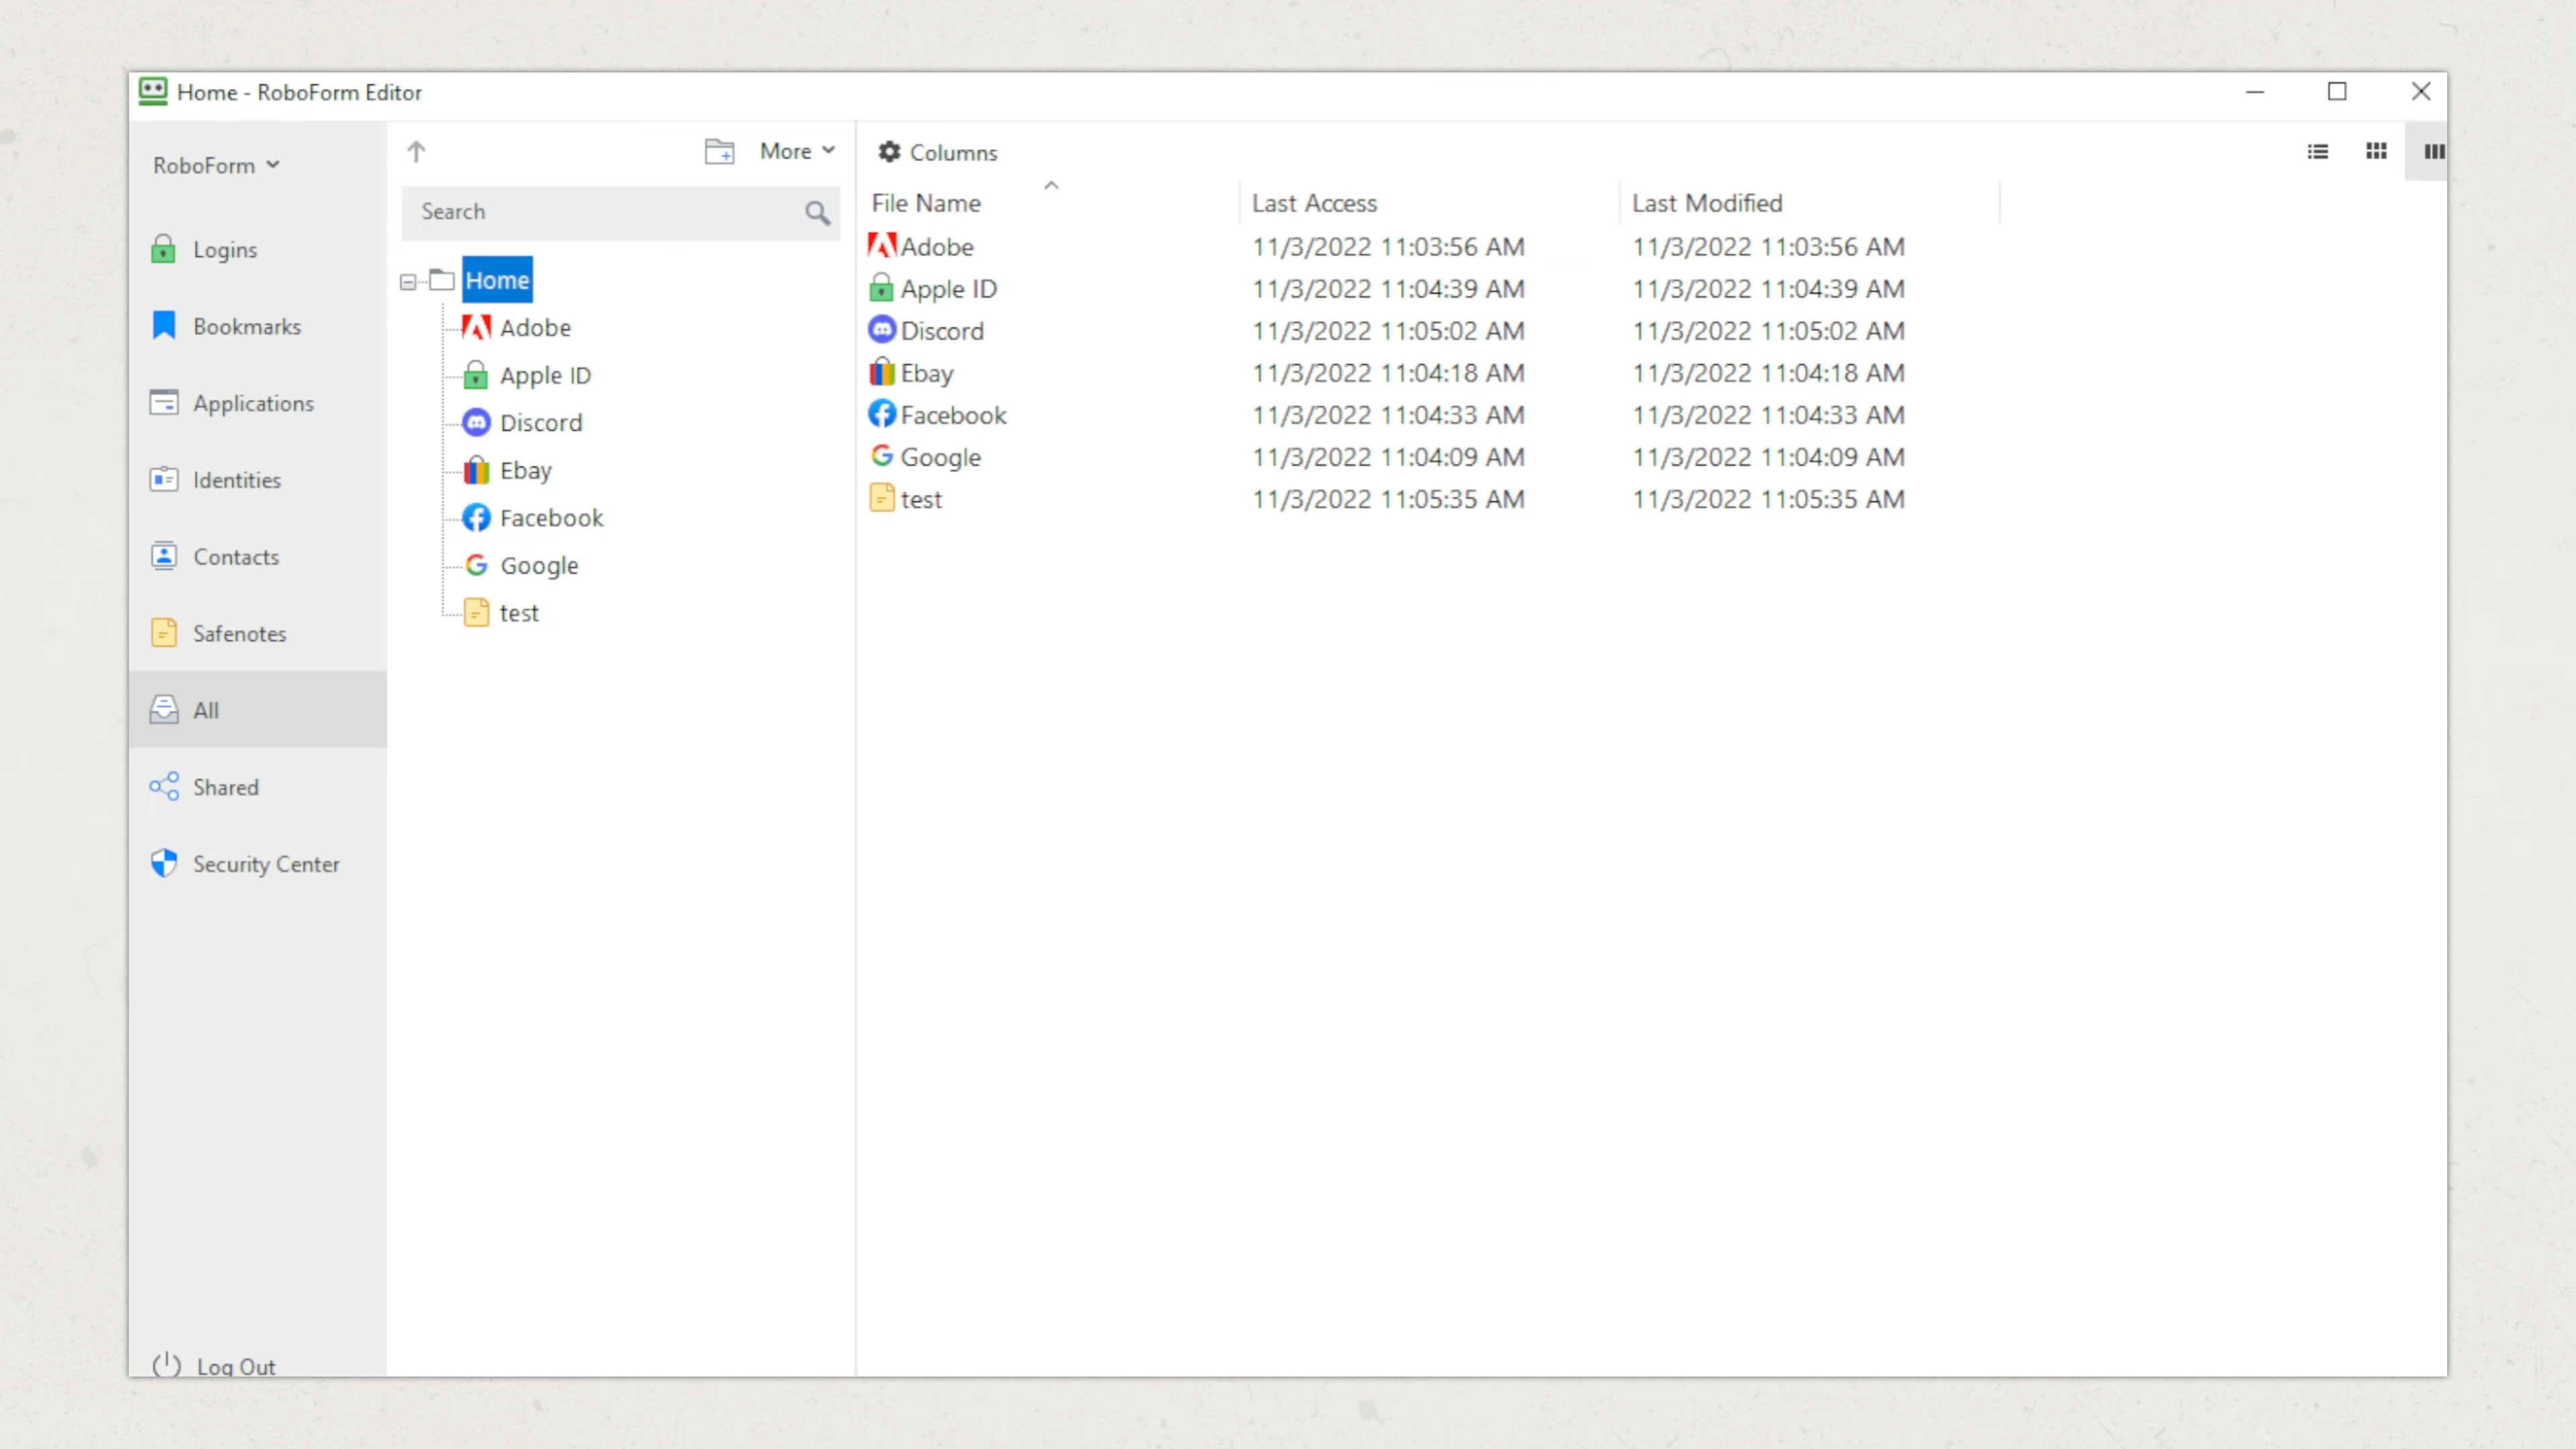 Home - RoboForm Editor
RoboForm
Logins
Bookmarks
Applications
Identities
Contacts
Safenotes
All
Shared
Security Center
Log Out
More
Search
Home
Adobe
Apple ID
Discord
Ebay
Facebook
Google
test
Columns
File Name Last Access Last Modified
Adobe 11/3/2022 11:03:56 AM 11/3/2022 11:03:56 AM
Apple ID 11/3/2022 11:04:39 AM 11/3/2022 11:04:39 AM
Discord 11/3/2022 11:05:02 AM 11/3/2022 11:05:02 AM
Ebay 11/3/2022 11:04:18 AM 11/3/2022 11:04:18 AM
Facebook 11/3/2022 11:04:33 AM 11/3/2022 11:04:33 AM
Google 11/3/2022 11:04:09 AM 11/3/2022 11:04:09 AM
test 11/3/2022 11:05:35 AM 11/3/2022 11:05:35 AM